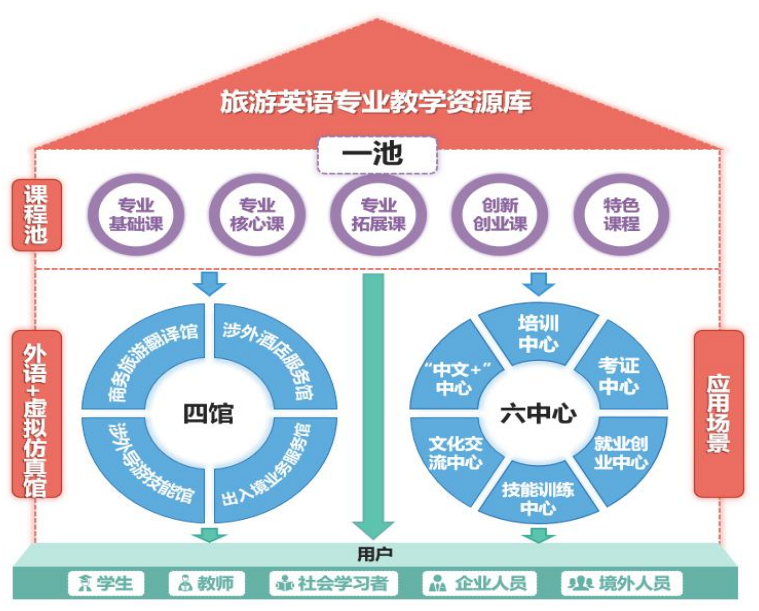 旅游英语专业教学资源库
一池
课程池
专业
基础课
专业
核心课
专业
拓展课
创新
创业课
特色
课程
外语+虚拟仿真馆
商务旅游翻译馆
涉外酒店服务馆
四馆
涉外导游技能馆
出入境业务服务馆
培训
中心
“中文+”
中心
考证
中心
六中心
文化交
流中心
就业创
业中心
技能训练
中心
应用场景
用户
学生
教师
社会学习者
企业人员
境外人员